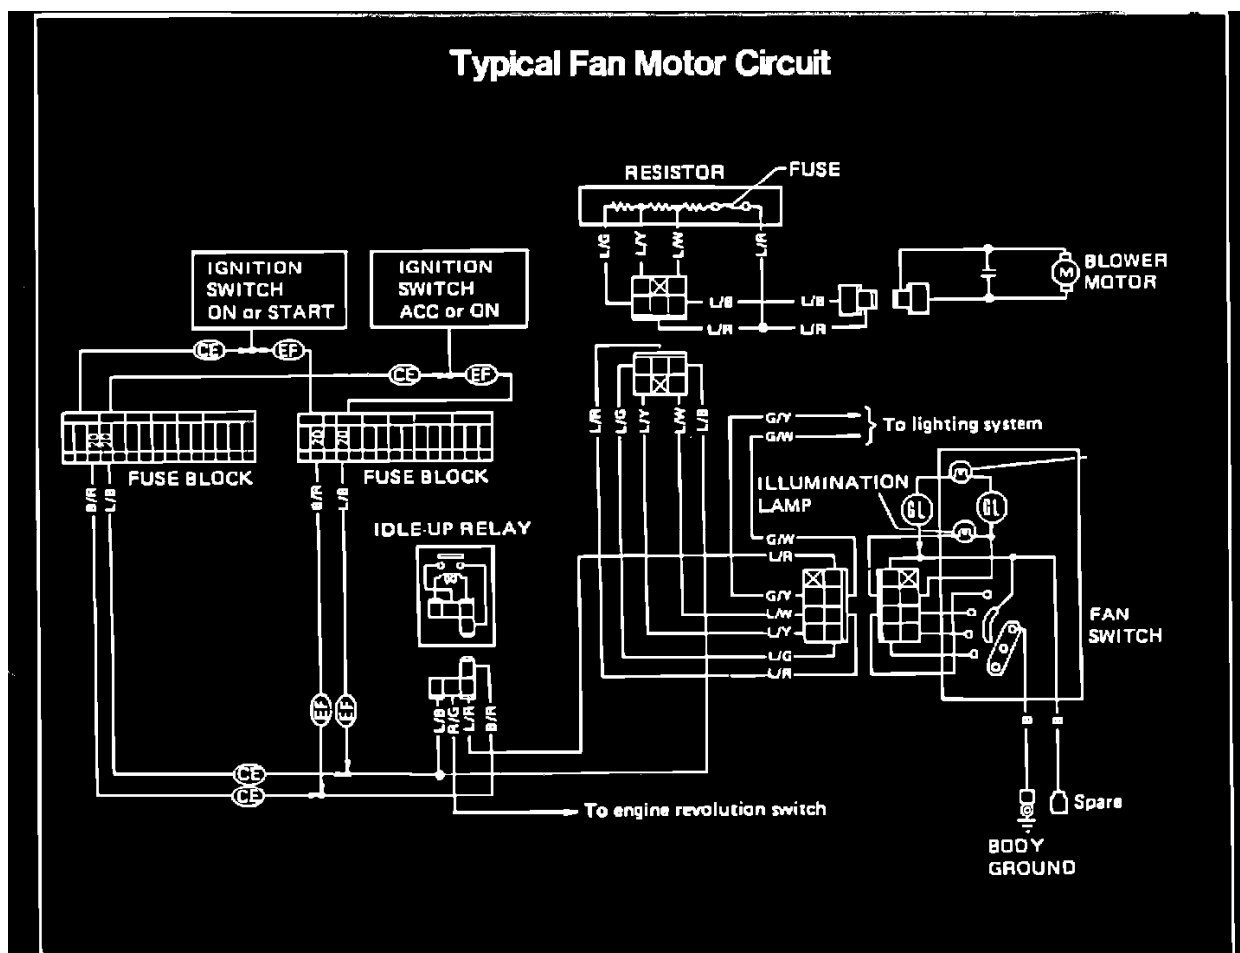 Typical Fan Motor Circuit
RESISTOR
FUSE
L/G
L/Y
L/W
L/R
IGNITION
SWITCH
ON or START
IGNITION
SWITCH
ACC or ON
BLOWER
MOTOR
M
L/B
L/B
L/R
L/R
CE
EF
CE
EF
L/R
L/G
L/Y
L/W
L/B
G/Y
G/W
To lighting system
20
20
FUSE BLOCK
FUSE BLOCK
B/R
L/B
B/R
L/B
ILLUMINATION
LAMP
GL
GL
IDLE-UP RELAY
G/W
L/R
G/Y
L/W
L/Y
L/G
L/R
FAN
SWITCH
L/B
R/G
L/R
B/R
EF
EF
B
B
CE
CE
To engine revolution switch
Spare
BODY
GROUND